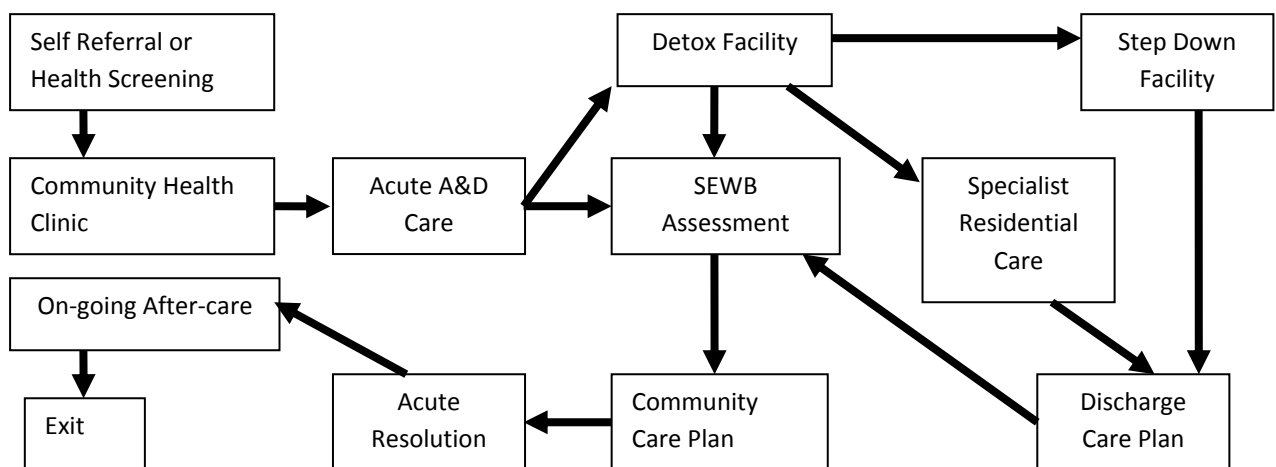 Self Referral or
Health Screening
Detox Facility
Step Down
Facility
Community Health
Clinic
Acute A&D
Care
SEWB
Assessment
Specialist
Residential
Care
On-going After-care
Exit
Acute
Resolution
Community
Care Plan
Discharge
Care Plan